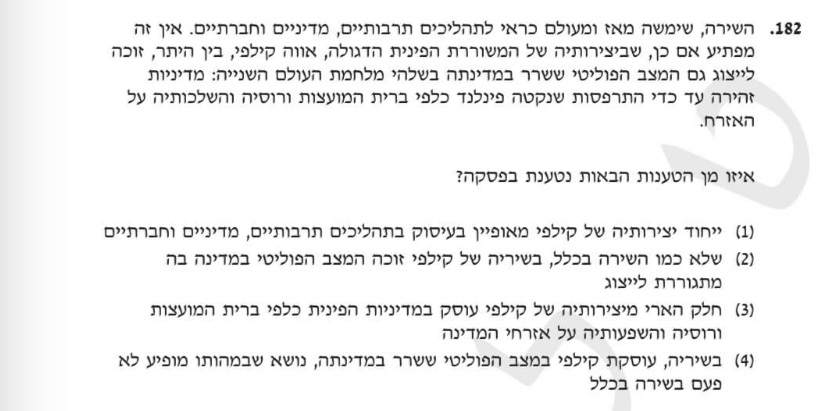 182. השירה, שימשה מאז ומעולם כראי לתהליכים תרבותיים, מדיניים וחברתיים. אין זה
מפתיע אם כן, שביצירותיה של המשוררת הפינית הדגולה, אווה קילפי, בין היתר, זוכה
לייצוג גם המצב הפוליטי ששרר במדינתה בשלהי מלחמת העולם השנייה: מדיניות
זהירה עד כדי התרפסות שנקטה פינלנד כלפי ברית המועצות ורוסיה והשלכותיה על
האזרח.
איזו מן הטענות הבאות נטענת בפסקה?
(1) ייחוד יצירותיה של קילפי מאופיין בעיסוק בתהליכים תרבותיים, מדיניים וחברתיים
(2) שלא כמו השירה בכלל, בשיריה של קילפי זוכה המצב הפוליטי במדינה בה
מתגוררת לייצוג
(3) חלק הארי מיצירותיה של קילפי עוסק במדיניות הפינית כלפי ברית המועצות
ורוסיה והשפעותיה על אזרחי המדינה
(4) בשיריה, עוסקת קילפי במצב הפוליטי ששרר במדינתה, נושא שבמהותו מופיע לא
פעם בשירה בכלל